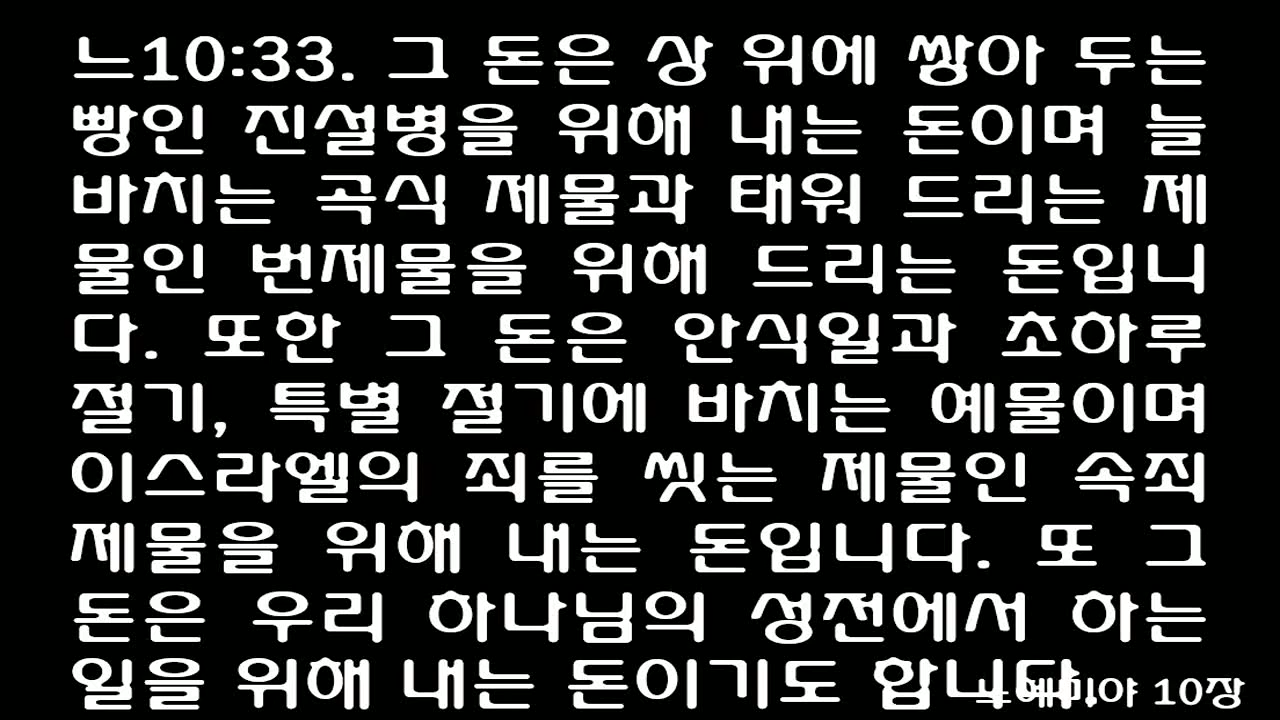 느10:33. 그 돈은 상 위에 쌓아 두는
빵인 진설병을 위해 내는 돈이며 늘
바치는 곡식 제물과 태워 드리는 제
물인 번제물을 위해 드리는 돈입니
다. 또한 그 돈은 안식일과 초하루
절기, 특별 절기에 바치는 예물이며
이스라엘의 죄를 씻는 제물인 속죄
제물을 위해 내는 돈입니다. 또 그
돈은 우리 하나님의 성전에서 하는
일을 위해 내는 돈이기도 합니다.
느헤미야 10장